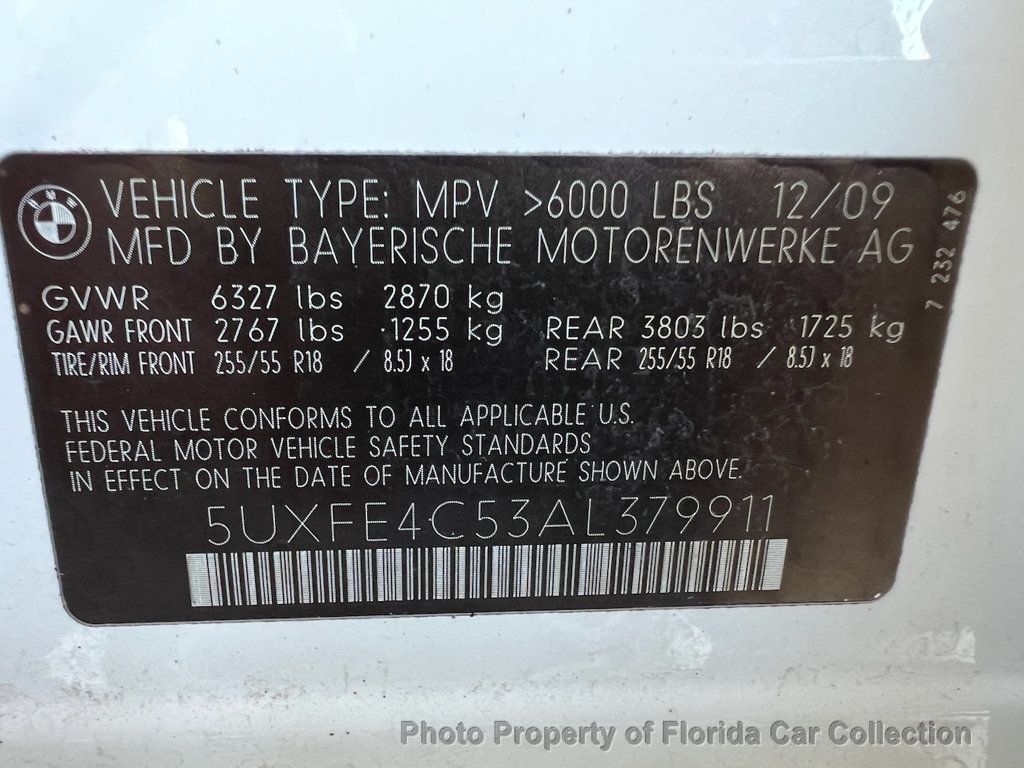 VEHICLE TYPE: MPV >6000 LBS 12/09
MFD BY BAYERISCHE MOTORENWERKE AG
7 232 476
GVWR 6327 lbs 2870 kg
GAWR FRONT 2767 lbs 1255 kg REAR 3803 lbs 1725 kg
TIRE/RIM FRONT 255/55 R18 / 8.5J x 18 REAR 255/55 R18 / 8.5J x 18
THIS VEHICLE CONFORMS TO ALL APPLICABLE U.S.
FEDERAL MOTOR VEHICLE SAFETY STANDARDS
IN EFFECT ON THE DATE OF MANUFACTURE SHOWN ABOVE.
5UXFE4C53AL379911
Photo Property of Florida Car Collection